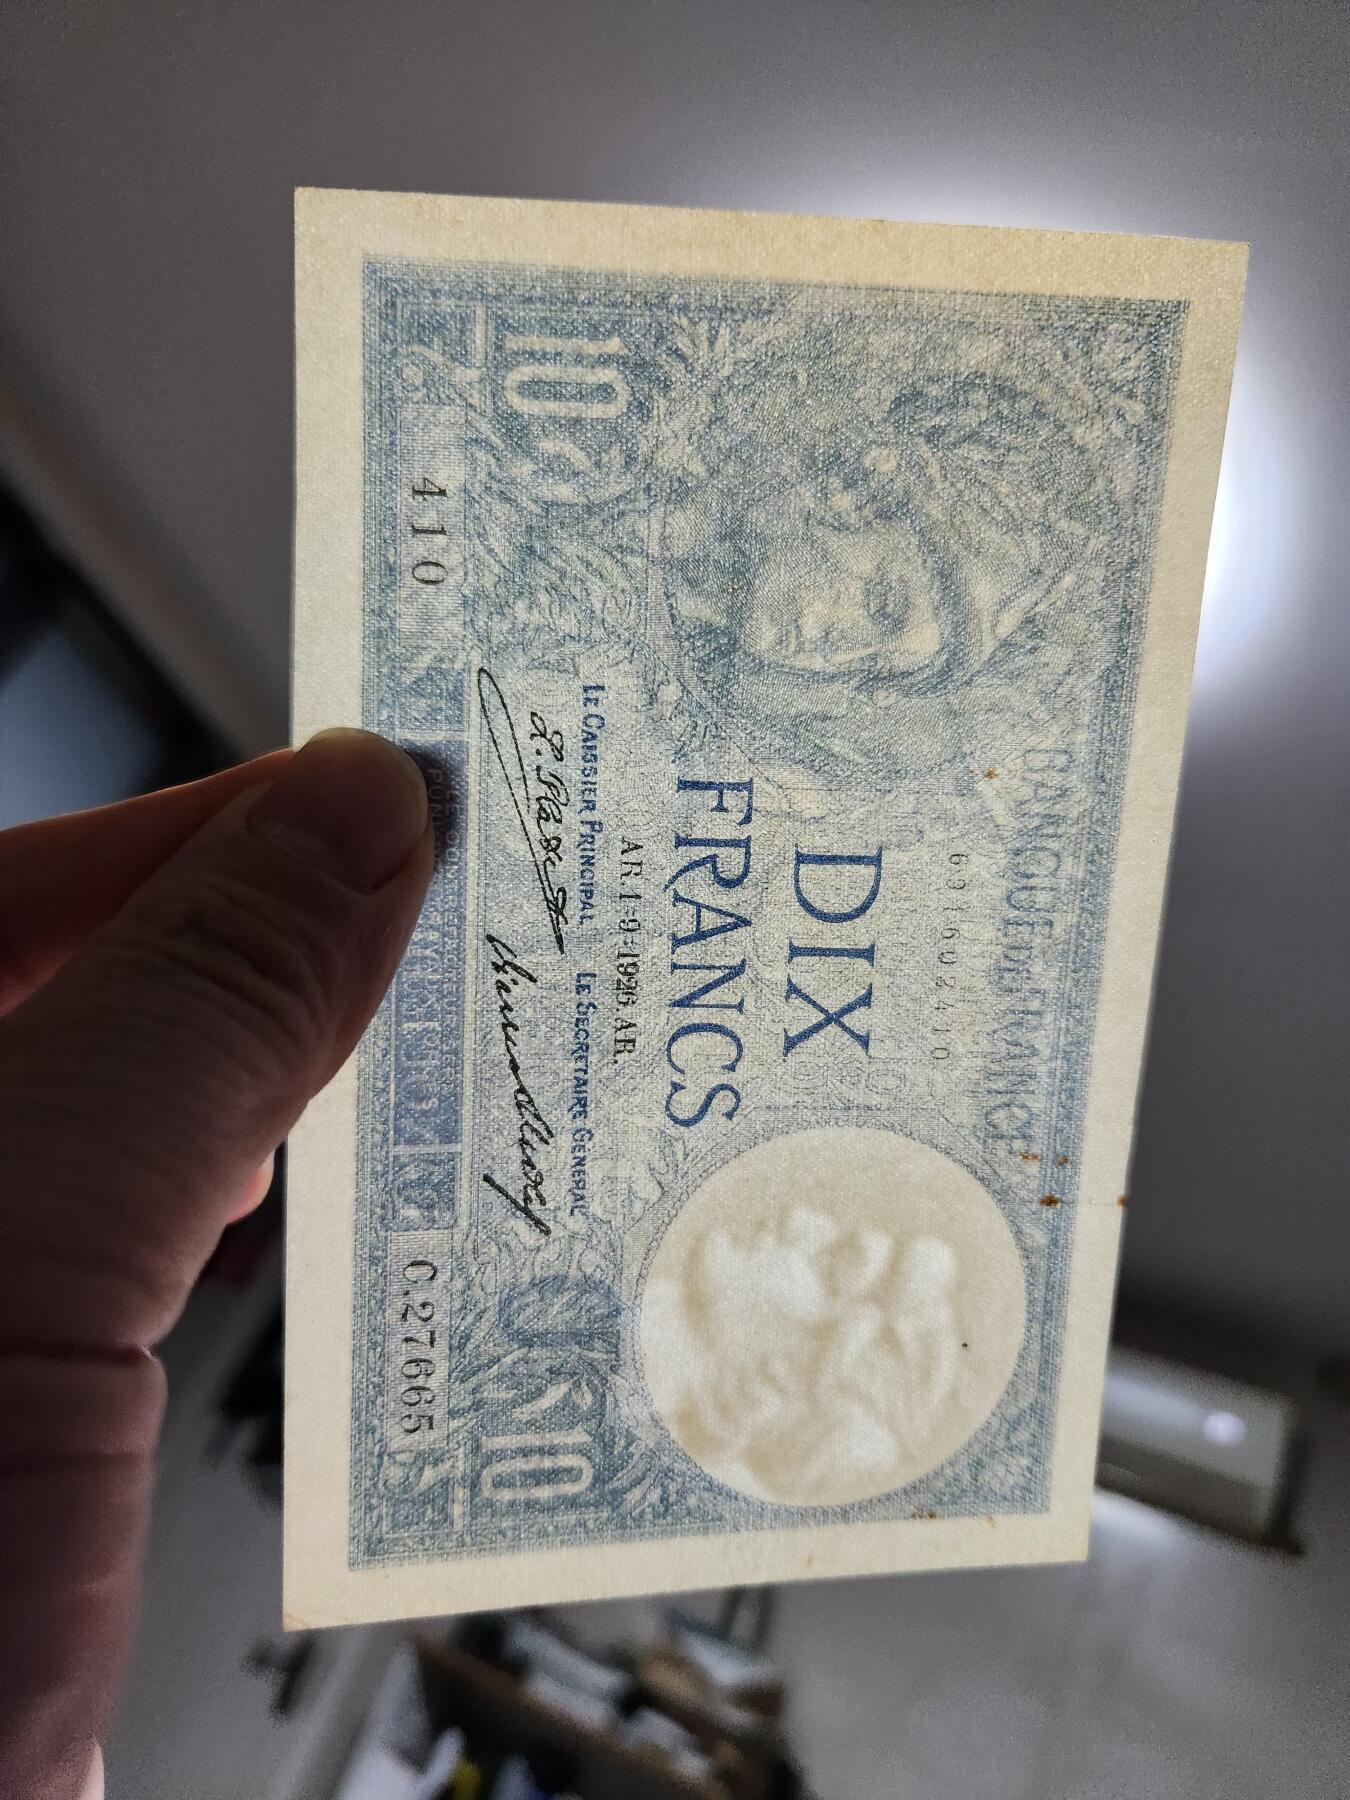 BANQUE DE FRANCE
691602410
DIX
FRANCS
AR.1=9=1926.AR.
LE CAISSIER PRINCIPAL
LE SECRÉTAIRE GÉNÉRAL
10
10
410
C.27665